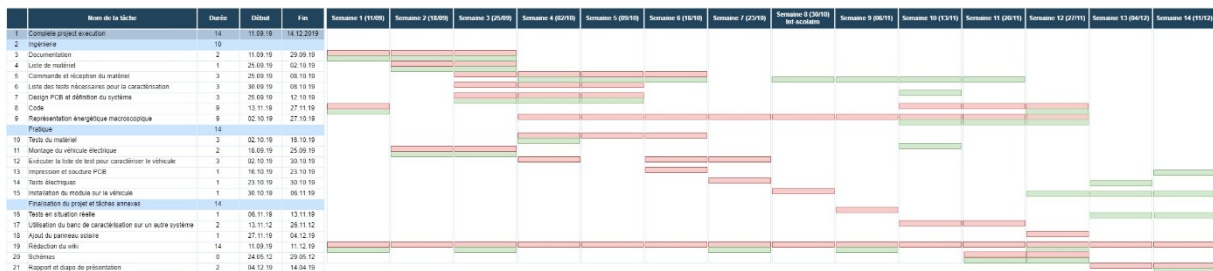 Nom de la tâche Durée Début Fin Semaine 1 (11/09) Semaine 2 (18/09) Semaine 3 (25/09) Semaine 4 (02/10) Semaine 5 (09/10) Semaine 6 (16/10) Semaine 7 (23/10) Semaine 8 (30/10) Int-scolaire Semaine 9 (06/11) Semaine 10 (13/11) Semaine 11 (20/11) Semaine 12 (27/11) Semaine 13 (04/12) Semaine 14 (11/12)
1 Complete project execution 14 11.09.19 14.12.2019
2 Ingénierie 10
3 Documentation 2 11.09.19 29.09.19
4 Liste de matériel 1 25.09.19 02.10.19
5 Commande et réception du matériel 3 25.09.19 08.10.19
6 Liste des tests nécessaires pour la caractérisation 3 30.09.19 08.10.19
7 Design PCB et définition du système 3 25.09.19 12.10.19
8 Code 9 13.11.19 27.11.19
9 Représentation énergétique macroscopique 9 02.10.19 27.10.19
Pratique 14
10 Tests du matériel 3 02.10.19 18.10.19
11 Montage du véhicule électrique 2 18.09.19 25.09.19
12 Exécuter la liste de test pour caractériser le véhicule 3 02.10.19 30.10.19
13 Impression et soudure PCB 1 16.10.19 23.10.19
14 Tests électriques 1 23.10.19 30.10.19
15 Installation du module sur le véhicule 1 30.10.19 06.11.19
Finalisation du projet et tâches annexes 14
16 Tests en situation réelle 1 06.11.19 13.11.19
17 Utilisation du banc de caractérisation sur un autre système 2 13.11.12 26.11.12
18 Ajout du panneau solaire 1 27.11.19 04.12.19
19 Rédaction du wiki 14 11.09.19 11.12.19
20 Schémas 0 24.05.12 29.05.12
21 Rapport et diapo de présentation 2 04.12.19 14.04.19